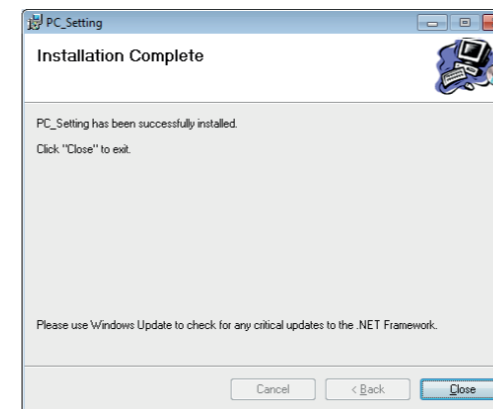 PC_Setting
Installation Complete
PC_Setting has been successfully installed.
Click "Close" to exit.
Please use Windows Update to check for any critical updates to the .NET Framework.
Cancel
< Back
Close